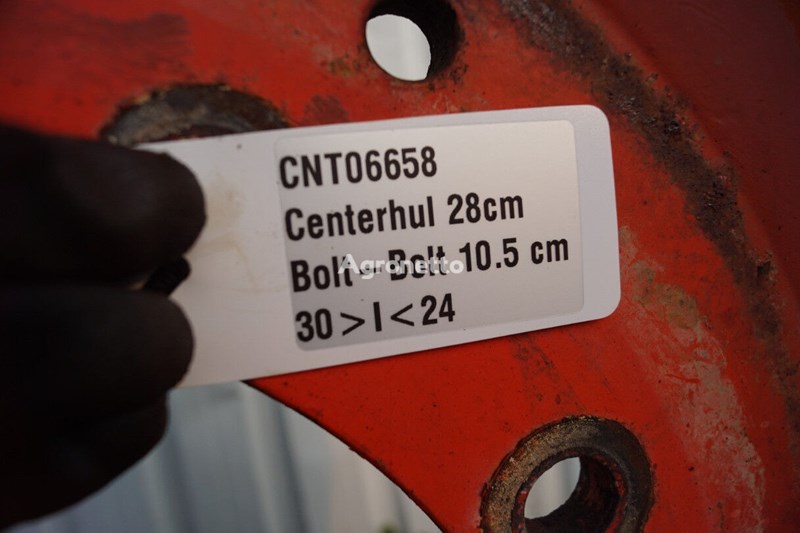 CNT06658
Centerhul 28cm
Bolt - Bolt 10.5 cm
30 > I < 24
Agronetto